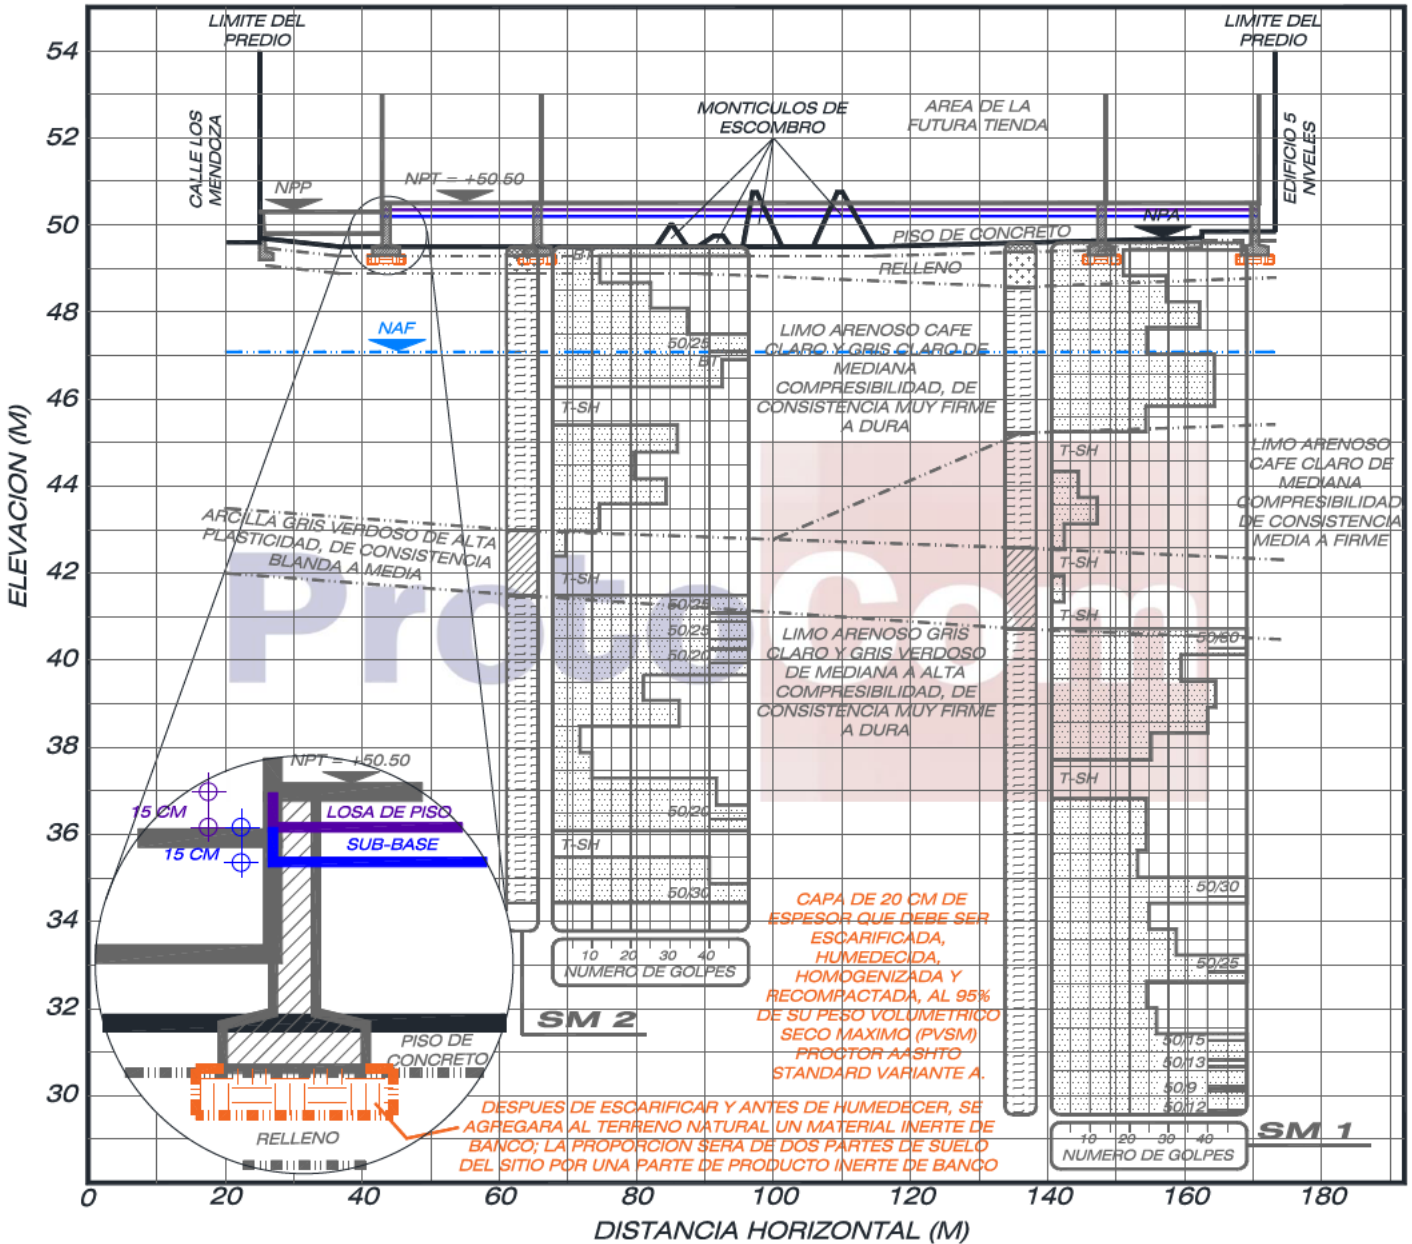 LIMITE DEL
PREDIO
LIMITE DEL
PREDIO
54
52
50
48
46
44
42
40
38
36
34
32
30
ELEVACION (M)
CALLE LOS
MENDOZA
MONTICULOS DE
ESCOMBRO
AREA DE LA
FUTURA TIENDA
EDIFICIO 5
NIVELES
NPP
NPT = +50.50
NPA
PISO DE CONCRETO
RELLENO
BT
NAF
50/25
BT
T-SH
LIMO ARENOSO CAFE
CLARO Y GRIS CLARO DE
MEDIANA
COMPRESIBILIDAD, DE
CONSISTENCIA MUY FIRME
A DURA
T-SH
LIMO ARENOSO
CAFE CLARO DE
MEDIANA
COMPRESIBILIDAD
DE CONSISTENCIA
MEDIA A FIRME
ARCILLA GRIS VERDOSO DE ALTA
PLASTICIDAD, DE CONSISTENCIA
BLANDA A MEDIA
T-SH
T-SH
T-SH
ProtoCom
50/25
50/25
50/20
LIMO ARENOSO GRIS
CLARO Y GRIS VERDOSO
DE MEDIANA A ALTA
COMPRESIBILIDAD, DE
CONSISTENCIA MUY FIRME
A DURA
50/30
T-SH
50/20
T-SH
50/30
50/30
50/25
50/15
50/13
50/9
50/12
NPT = +50.50
15 CM
LOSA DE PISO
15 CM
SUB-BASE
PISO DE
CONCRETO
RELLENO
10 20 30 40
NUMERO DE GOLPES
SM 2
CAPA DE 20 CM DE
ESPESOR QUE DEBE SER
ESCARIFICADA,
HUMEDECIDA,
HOMOGENIZADA Y
RECOMPACTADA, AL 95%
DE SU PESO VOLUMETRICO
SECO MAXIMO (PVSM)
PROCTOR AASHTO
STANDARD VARIANTE A.
DESPUES DE ESCARIFICAR Y ANTES DE HUMEDECER, SE
AGREGARA AL TERRENO NATURAL UN MATERIAL INERTE DE
BANCO; LA PROPORCION SERA DE DOS PARTES DE SUELO
DEL SITIO POR UNA PARTE DE PRODUCTO INERTE DE BANCO
10 20 30 40
NUMERO DE GOLPES
SM 1
0 20 40 60 80 100 120 140 160 180
DISTANCIA HORIZONTAL (M)